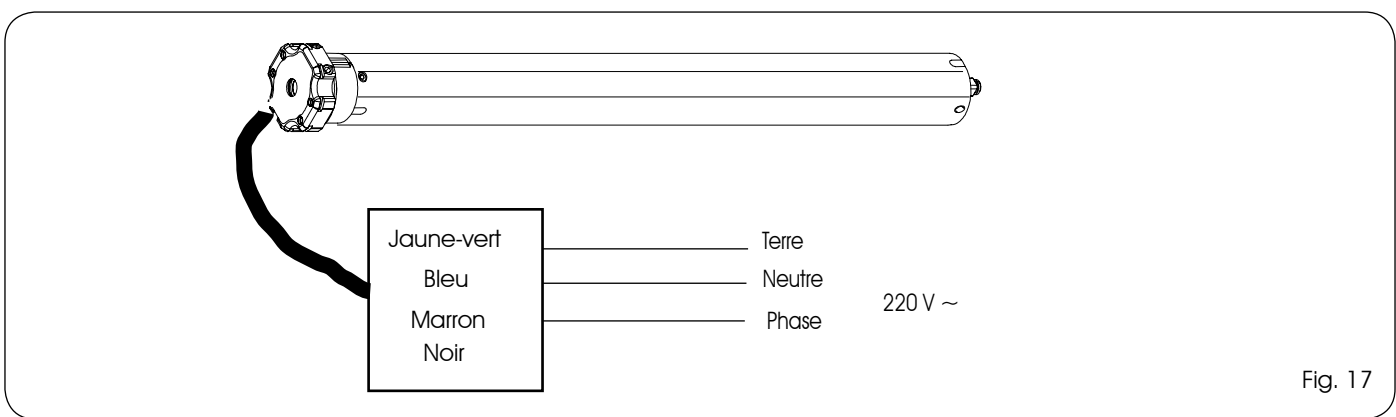 Jaune-vert Terre
Bleu Neutre
Marron Phase
Noir
220 V ~
Fig. 17